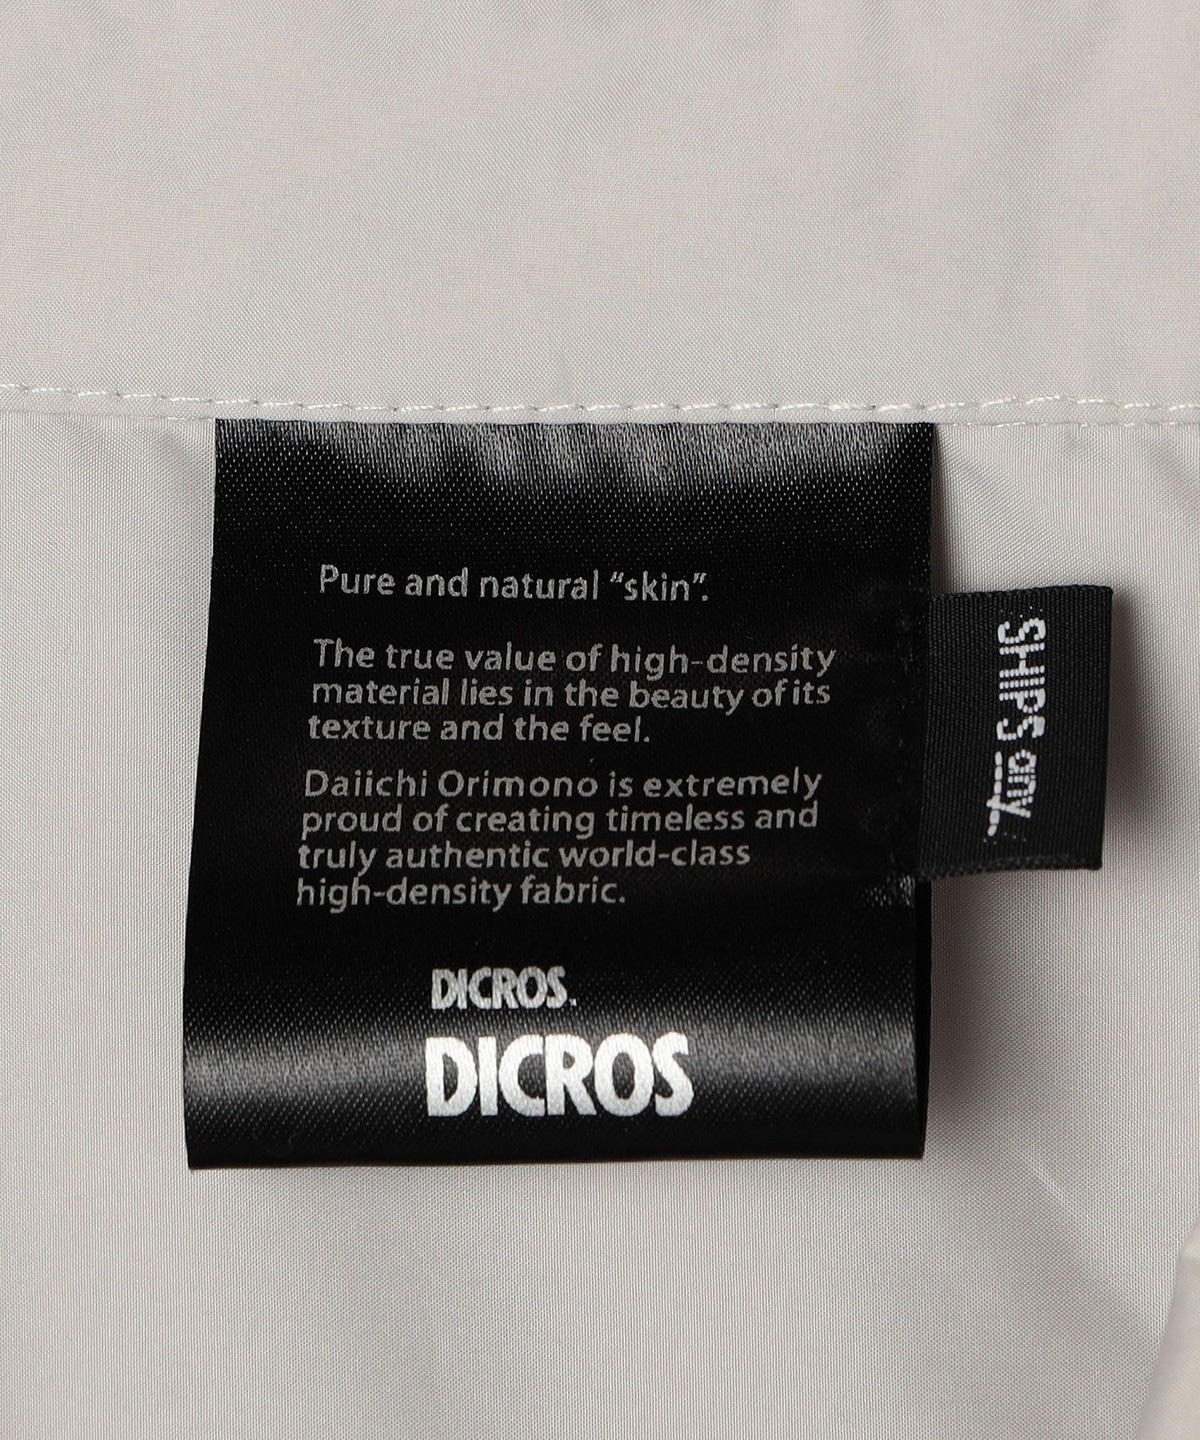 Pure and natural “skin”.
The true value of high-density
material lies in the beauty of its
texture and the feel.
Daiichi Orimono is extremely
proud of creating timeless and
truly authentic world-class
high-density fabric.
DICROS.
DICROS
SHIPS any.